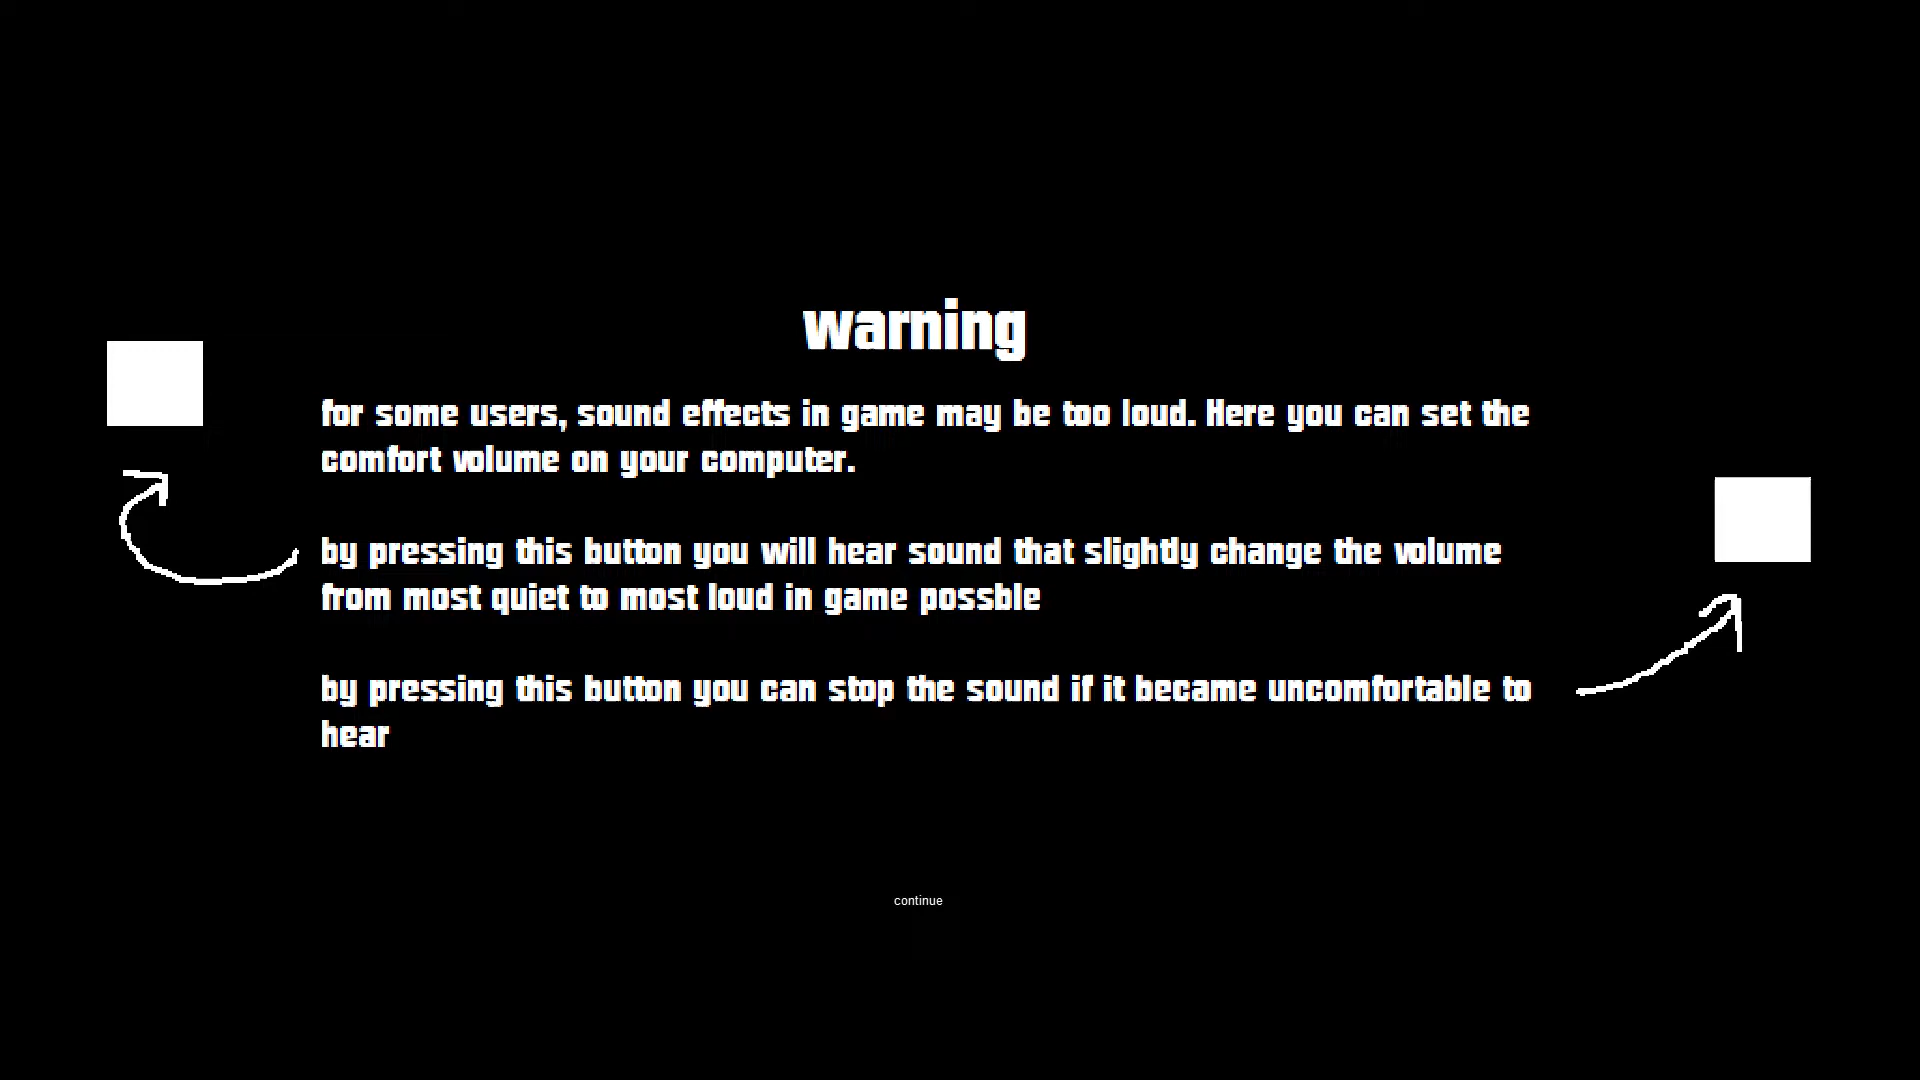 warning
for some users, sound effects in game may be too loud. Here you can set the
comfort volume on your computer.
by pressing this button you will hear sound that slightly change the volume
from most quiet to most loud in game possble
by pressing this button you can stop the sound if it became uncomfortable to
hear
continue